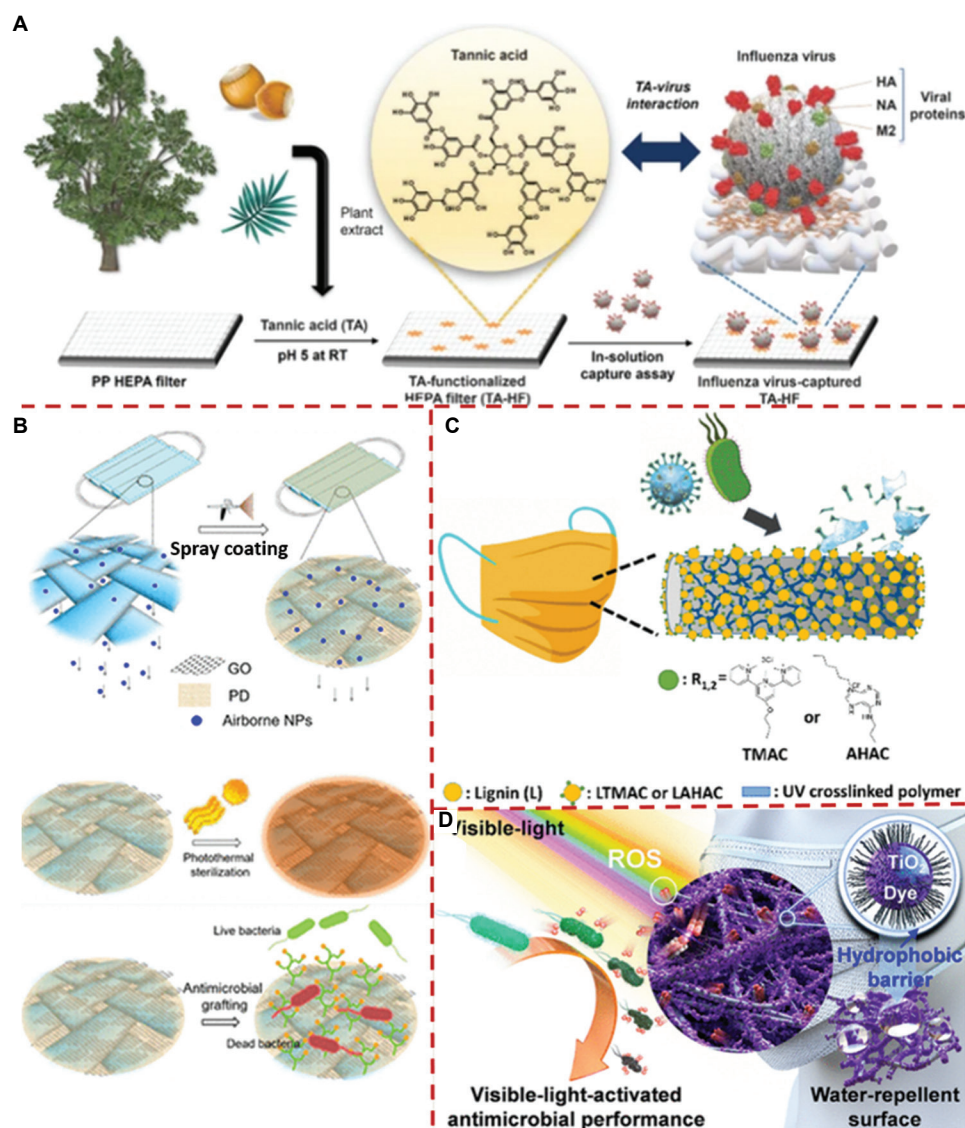 A
Tannic acid
Influenza virus
TA-virus
interaction
HA
NA
M2
Viral
proteins
Plant
extract
Tannic acid (TA)
pH 5 at RT
In-solution
capture assay
PP HEPA filter
TA-functionalized
HEPA filter (TA-HF)
Influenza virus-captured
TA-HF
B
Spray coating
GO
PD
Airborne NPs
Photothermal
sterilization
Live bacteria
Antimicrobial
grafting
Dead bacteria
C
: R1,2=
or
TMAC
AHAC
: Lignin (L)
: LTMAC or LAHAC
: UV crosslinked polymer
D
Visible-light
ROS
TiO
Dye
Hydrophobic
barrier
Visible-light-activated
antimicrobial performance
Water-repellent
surface